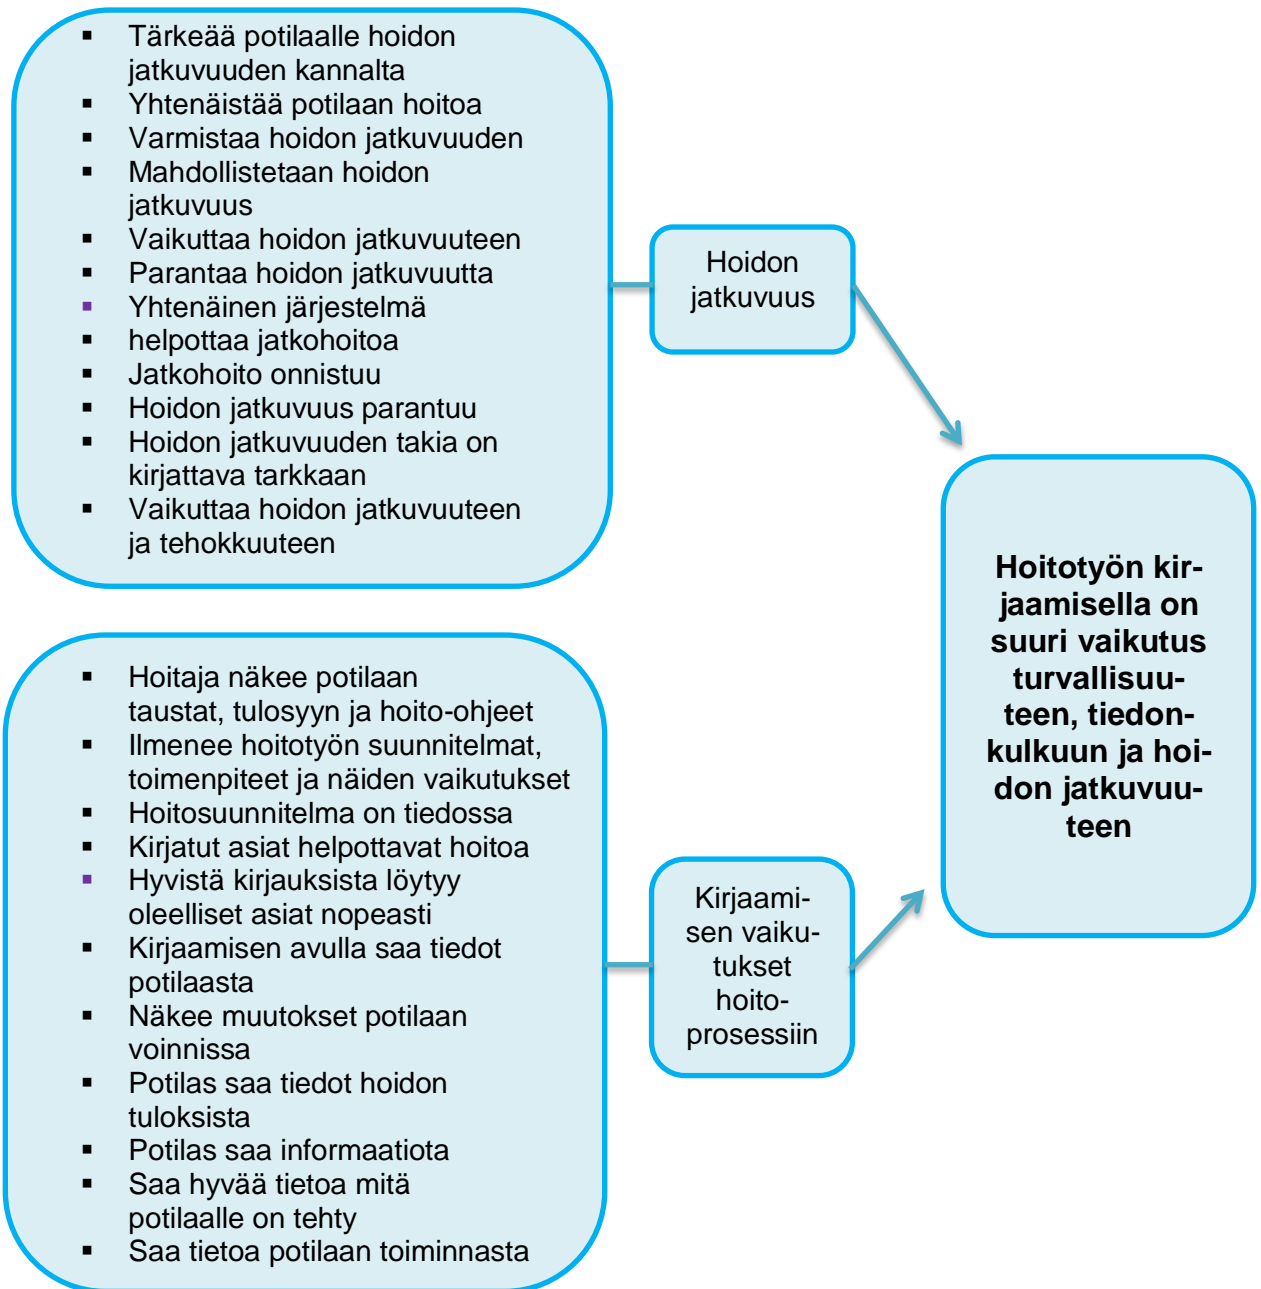 ▪ Tärkeää potilaalle hoidon
jatkuvuuden kannalta
▪ Yhtenäistää potilaan hoitoa
▪ Varmistaa hoidon jatkuvuuden
▪ Mahdollistetaan hoidon
jatkuvuus
▪ Vaikuttaa hoidon jatkuvuuteen
▪ Parantaa hoidon jatkuvuutta
▪ Yhtenäinen järjestelmä
▪ helpottaa jatkohoitoa
▪ Jatkohoito onnistuu
▪ Hoidon jatkuvuus parantuu
▪ Hoidon jatkuvuuden takia on
kirjattava tarkkaan
▪ Vaikuttaa hoidon jatkuvuuteen
ja tehokkuuteen
Hoidon
jatkuvuus
▪ Hoitaja näkee potilaan
taustat, tulosyyn ja hoito-ohjeet
▪ Ilmenee hoitotyön suunnitelmat,
toimenpiteet ja näiden vaikutukset
▪ Hoitosuunnitelma on tiedossa
▪ Kirjatut asiat helpottavat hoitoa
▪ Hyvistä kirjauksista löytyy
oleelliset asiat nopeasti
▪ Kirjaamisen avulla saa tiedot
potilaasta
▪ Näkee muutokset potilaan
voinnissa
▪ Potilas saa tiedot hoidon
tuloksista
▪ Potilas saa informaatiota
▪ Saa hyvää tietoa mitä
potilaalle on tehty
▪ Saa tietoa potilaan toiminnasta
Kirjaami-
sen vaiku-
tukset
hoito-
prosessiin
Hoitotyön kir-
jaamisella on
suuri vaikutus
turvallisuu-
teen, tiedon-
kulkuun ja hoi-
don jatkuvuu-
teen